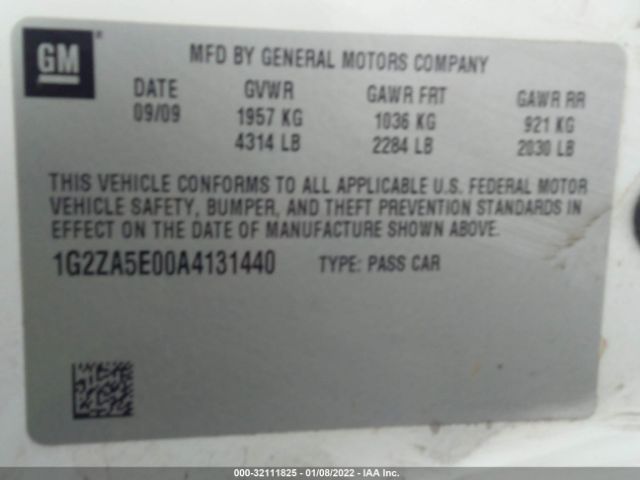 GM ®
MFD BY GENERAL MOTORS COMPANY
DATE GVWR GAWR FRT GAWR RR
09/09 1957 KG 1036 KG 921 KG
4314 LB 2284 LB 2030 LB
THIS VEHICLE CONFORMS TO ALL APPLICABLE U.S. FEDERAL MOTOR
VEHICLE SAFETY, BUMPER, AND THEFT PREVENTION STANDARDS IN
EFFECT ON THE DATE OF MANUFACTURE SHOWN ABOVE.
1G2ZA5E00A4131440 TYPE: PASS CAR
000-32111825 - 01/08/2022 - IAA Inc.